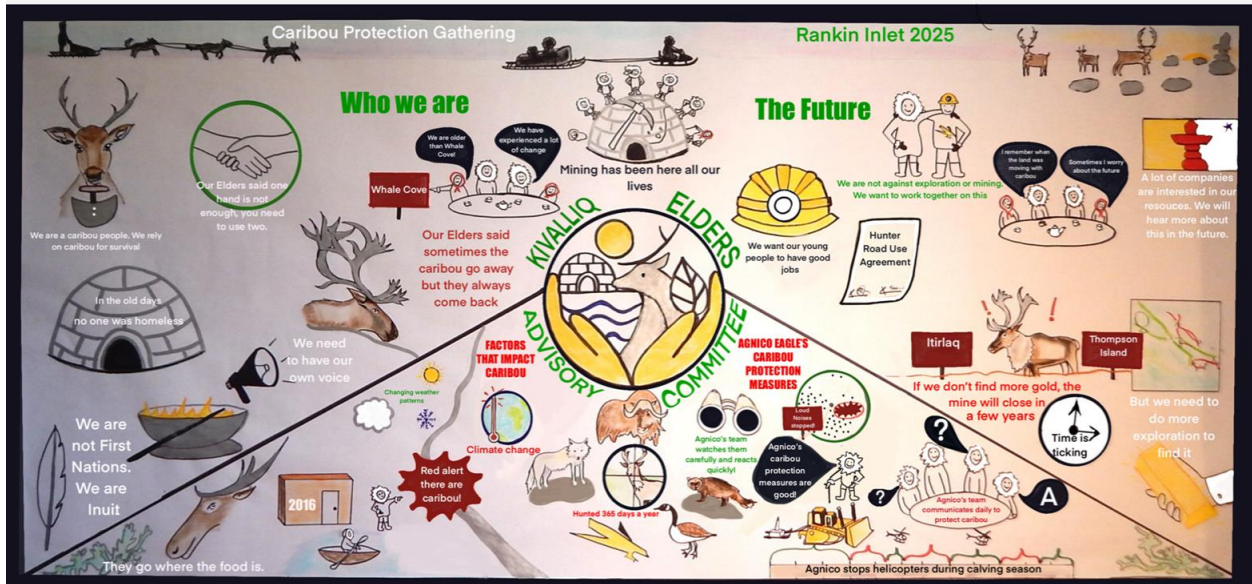 Caribou Protection Gathering
Rankin Inlet 2025
Who we are
The Future
We are older
than Whale
Cove!
We have
experienced a lot
of change
Whale Cove
Mining has been here all our
lives
Our Elders said one
hand is not
enough, you need
to use two.
We are a caribou people. We rely
on caribou for survival
In the old days
no one was homeless
Our Elders said
sometimes the
caribou go away
but they always
come back
We need
to have our
own voice
We are
not First
Nations.
We are
Inuit
They go where the food is.
KIVALLIQ
ELDERS
ADVISORY
COMMITTEE
We are not against exploration or mining.
We want to work together on this
We want our young
people to have good
jobs
Hunter
Road Use
Agreement
I remember when
the land was
moving with
caribou
Sometimes I worry
about the future
A lot of companies
are interested in our
resouces. We will
hear more about
this in the future.
Itirlaq
Thompson
Island
If we don't find more gold, the
mine will close in
a few years
Time is
ticking
But we need to
do more
exploration to
find it
FACTORS
THAT IMPACT
CARIBOU
Changing weather
patterns
Climate change
Red alert
there are
caribou!
2016
Hunted 365 days a year
AGNICO EAGLE'S
CARIBOU
PROTECTION
MEASURES
Loud
Noises
stopped!
Agnico's team
watches them
carefully and reacts
quickly!
Agnico's
caribou
protection
measures are
good!
?
?
A
Agnico's team
communicates daily to
protect caribou
Agnico stops helicopters during calving season